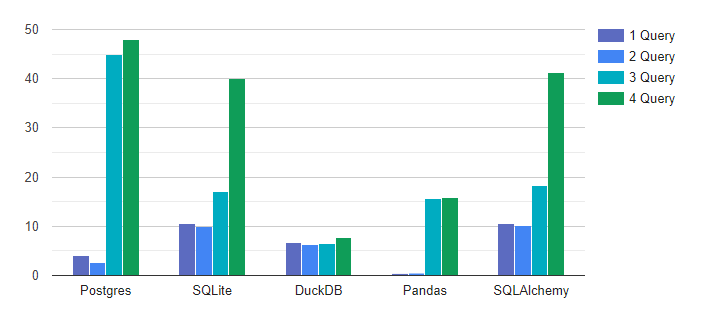 50
40
30
20
10
0
Postgres
SQLite
DuckDB
Pandas
SQLAlchemy
1 Query
2 Query
3 Query
4 Query